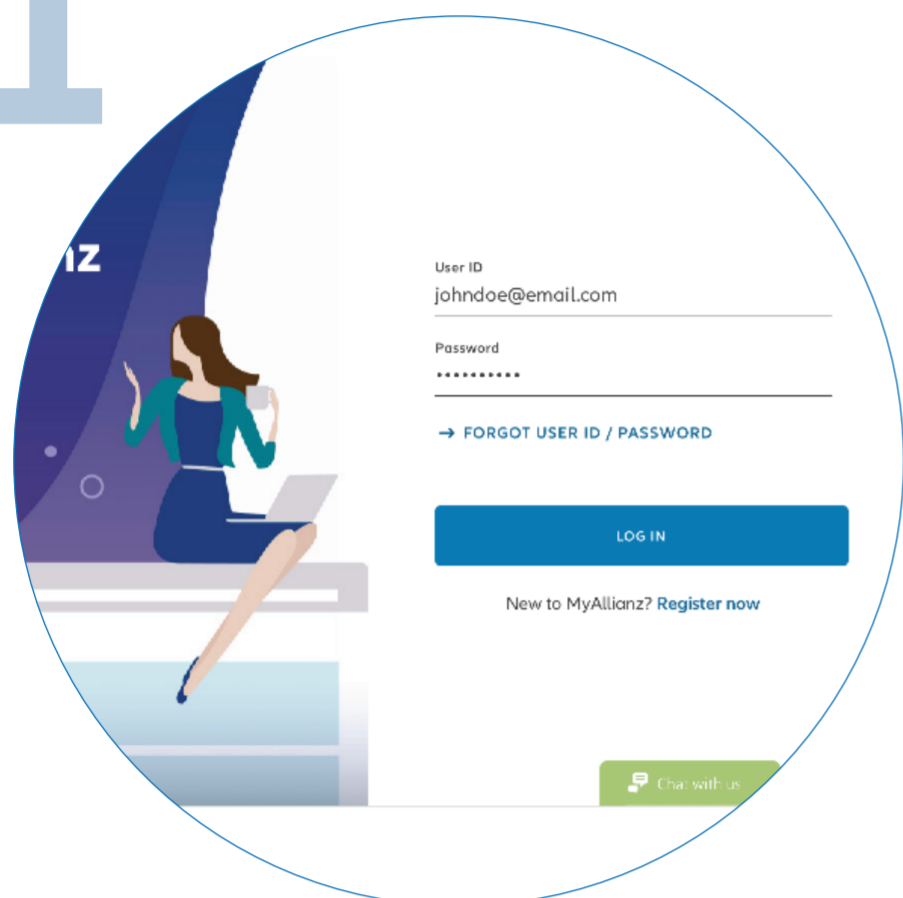 1
nz
User ID
johndoe@email.com
Password
••••••••••
→ FORGOT USER ID / PASSWORD
LOG IN
New to MyAllianz? Register now
Chat with us